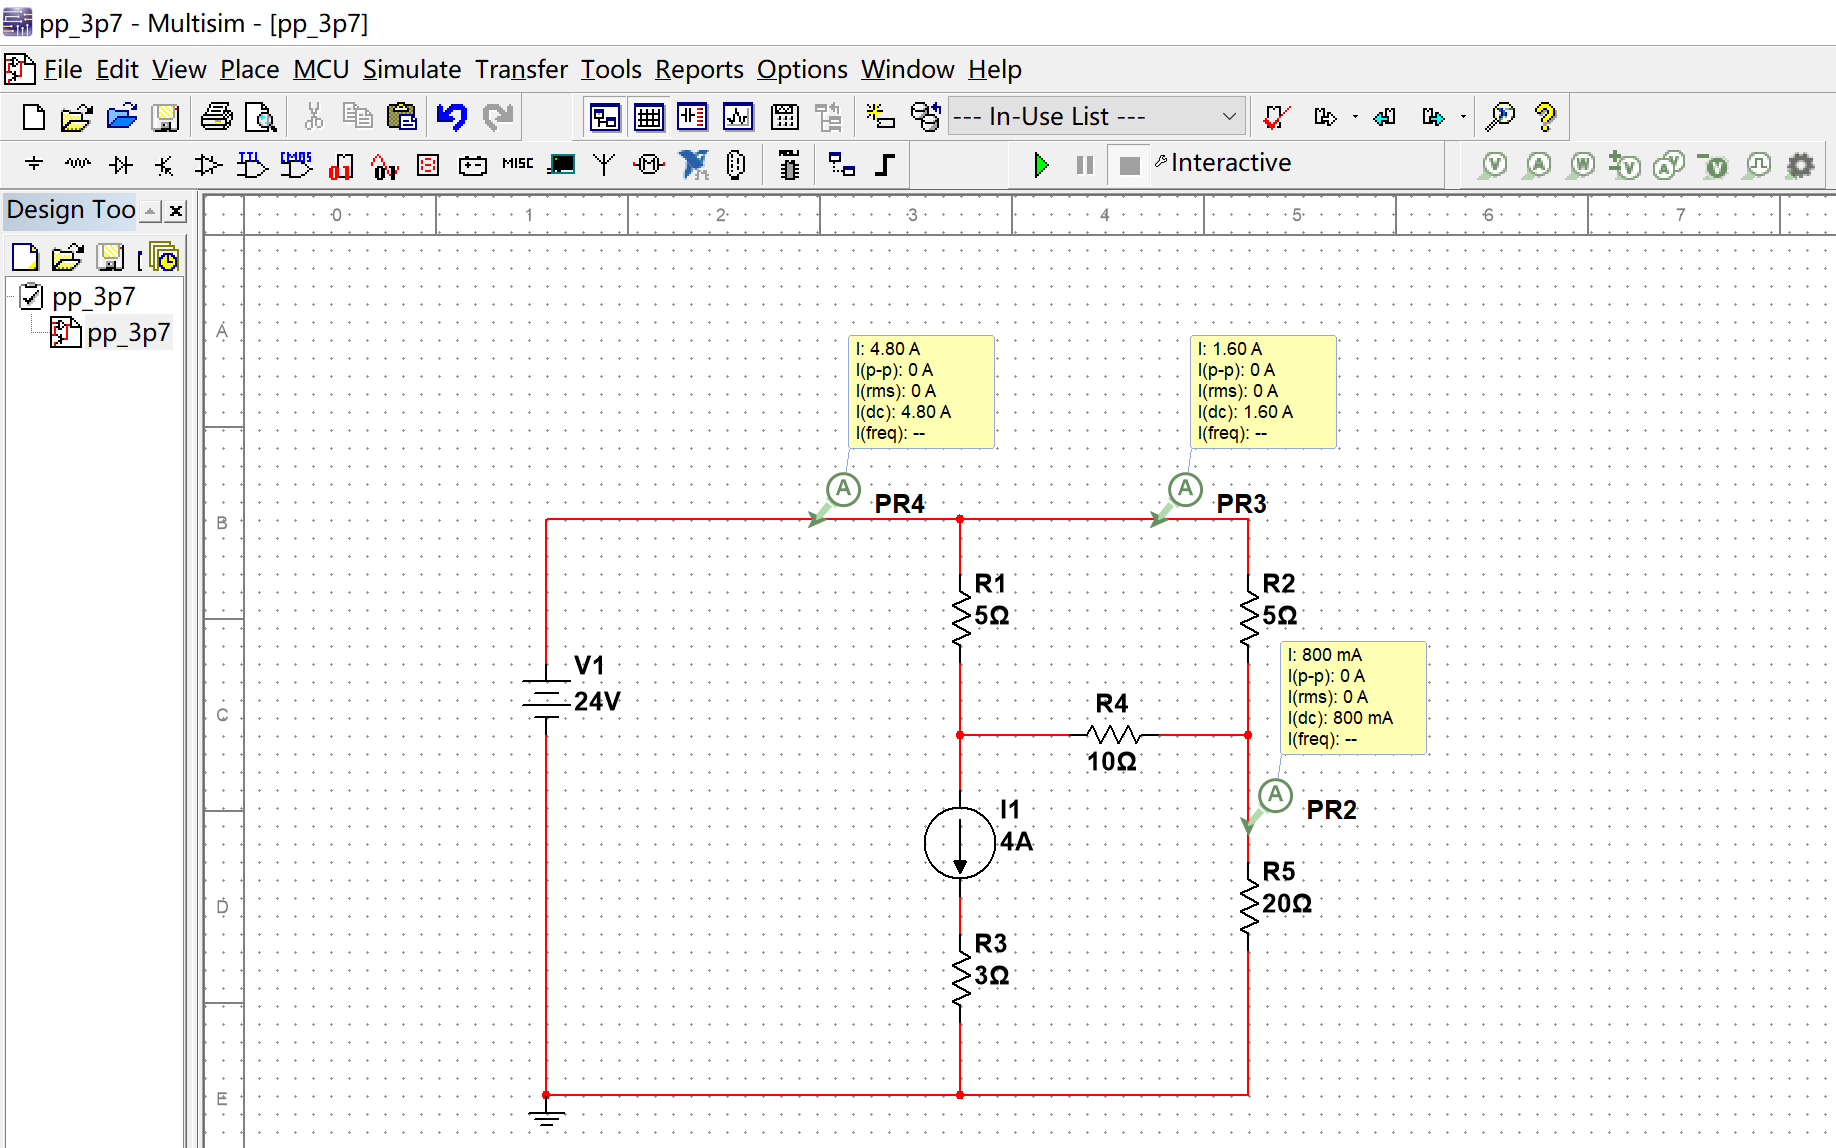 pp_3p7 - Multisim - [pp_3p7]
File Edit View Place MCU Simulate Transfer Tools Reports Options Window Help
--- In-Use List ---
TTL CMOS MISC Interactive V A W V A V V
Design Too
0 1 2 3 4 5 6 7
pp_3p7
pp_3p7
A
B
C
D
E
I: 4.80 A
I(p-p): 0 A
I(rms): 0 A
I(dc): 4.80 A
I(freq): --
I: 1.60 A
I(p-p): 0 A
I(rms): 0 A
I(dc): 1.60 A
I(freq): --
A PR4
A PR3
R1
5Ω
R2
5Ω
V1
24V
I: 800 mA
I(p-p): 0 A
I(rms): 0 A
I(dc): 800 mA
I(freq): --
R4
10Ω
A PR2
I1
4A
R5
20Ω
R3
3Ω